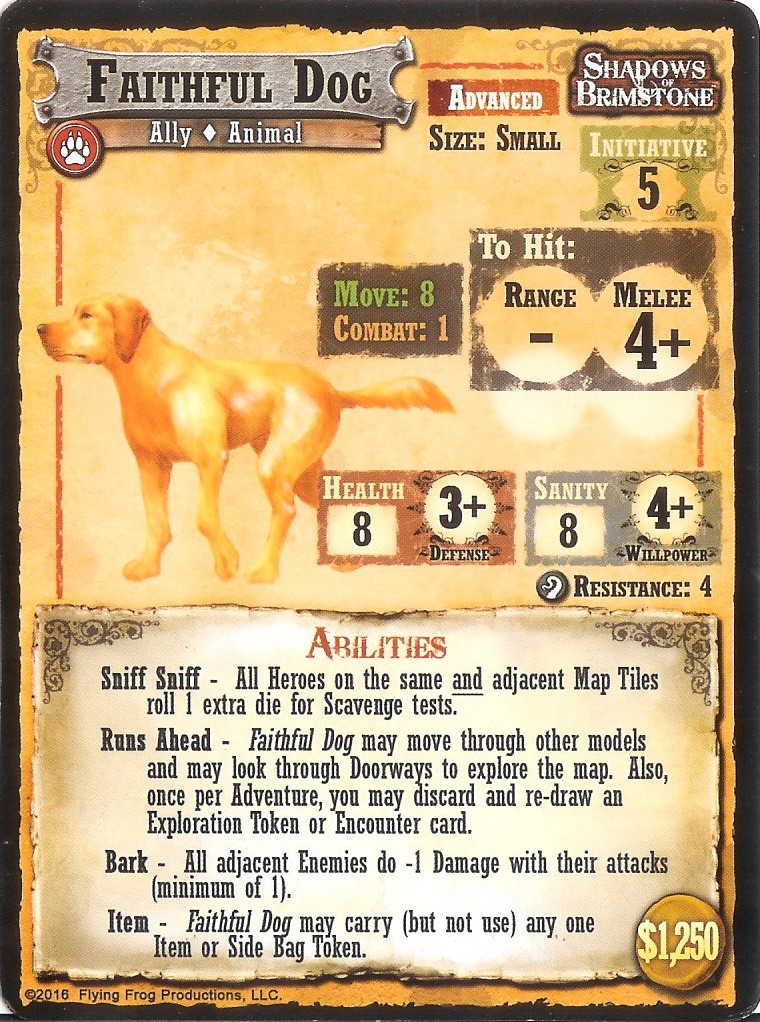 Faithful Dog
Ally ♦ Animal
Advanced
Shadows
of
Brimstone
Size: Small
Initiative
5
To Hit:
Range
-
Melee
4+
Move: 8
Combat: 1
Health
8
3+
Defense
Sanity
8
4+
Willpower
Resistance: 4
Abilities
Sniff Sniff - All Heroes on the same and adjacent Map Tiles
roll 1 extra die for Scavenge tests.
Runs Ahead - Faithful Dog may move through other models
and may look through Doorways to explore the map. Also,
once per Adventure, you may discard and re-draw an
Exploration Token or Encounter card.
Bark - All adjacent Enemies do -1 Damage with their attacks
(minimum of 1).
Item - Faithful Dog may carry (but not use) any one
Item or Side Bag Token.
$1,250
©2016 Flying Frog Productions, LLC.